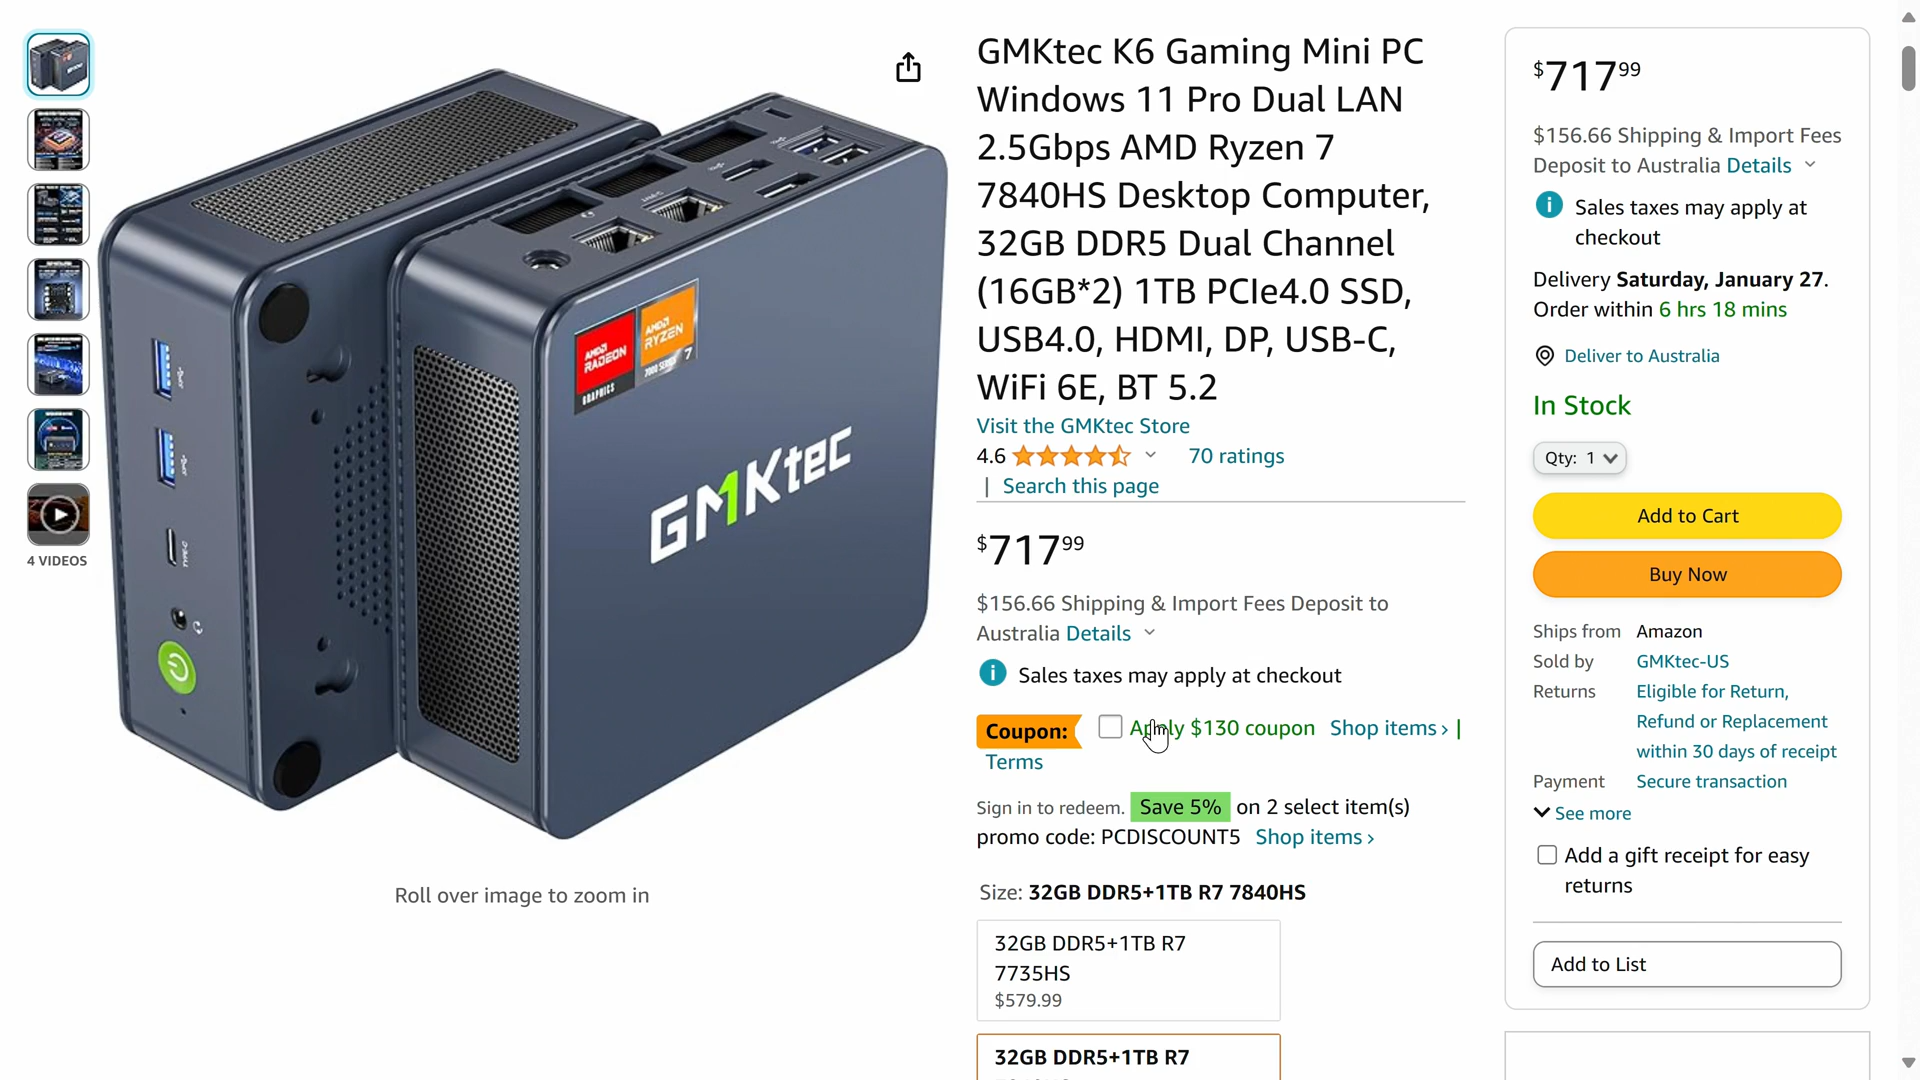 GMKtec K6 Gaming Mini PC
Windows 11 Pro Dual LAN
2.5Gbps AMD Ryzen 7
7840HS Desktop Computer,
32GB DDR5 Dual Channel
(16GB*2) 1TB PCIe4.0 SSD,
USB4.0, HDMI, DP, USB-C,
WiFi 6E, BT 5.2
Visit the GMKtec Store
4.6 70 ratings
| Search this page
$717 99
$156.66 Shipping & Import Fees Deposit to
Australia Details
Sales taxes may apply at checkout
Coupon: Apply $130 coupon Shop items › |
Terms
Sign in to redeem. Save 5% on 2 select item(s)
promo code: PCDISCOUNT5 Shop items ›
Size: 32GB DDR5+1TB R7 7840HS
32GB DDR5+1TB R7
7735HS
$579.99
32GB DDR5+1TB R7
AMD
RADEON
GRAPHICS
AMD
RYZEN
7
7000 SERIES
GMKtec
TYPE-C
4 VIDEOS
Roll over image to zoom in
$717 99
$156.66 Shipping & Import Fees
Deposit to Australia Details
Sales taxes may apply at
checkout
Delivery Saturday, January 27.
Order within 6 hrs 18 mins
Deliver to Australia
In Stock
Qty: 1
Add to Cart
Buy Now
Ships from Amazon
Sold by GMKtec-US
Returns Eligible for Return,
Refund or Replacement
within 30 days of receipt
Payment Secure transaction
See more
Add a gift receipt for easy
returns
Add to List